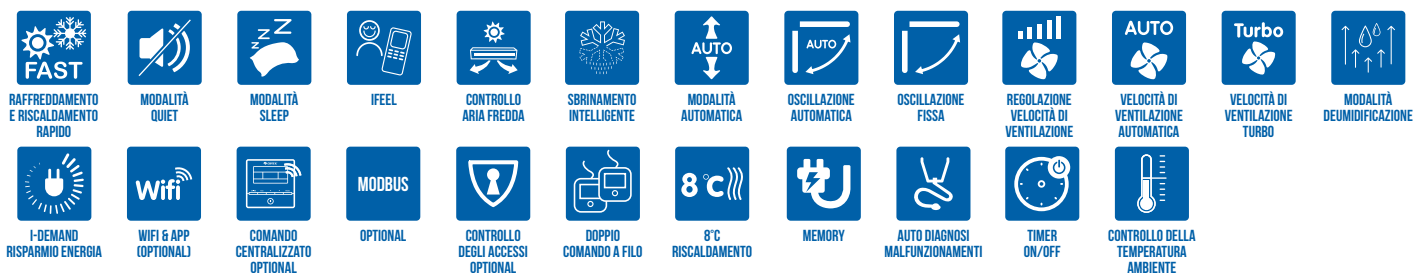 FAST
RAFFREDDAMENTO
E RISCALDAMENTO
RAPIDO
MODALITÀ
QUIET
Z Z Z
MODALITÀ
SLEEP
IFEEL
CONTROLLO
ARIA FREDDA
SBRINAMENTO
INTELLIGENTE
AUTO
MODALITÀ
AUTOMATICA
AUTO
OSCILLAZIONE
AUTOMATICA
OSCILLAZIONE
FISSA
REGOLAZIONE
VELOCITÀ DI
VENTILAZIONE
AUTO
VELOCITÀ DI
VENTILAZIONE
AUTOMATICA
Turbo
VELOCITÀ DI
VENTILAZIONE
TURBO
MODALITÀ
DEUMIDIFICAZIONE
I-DEMAND
RISPARMIO ENERGIA
Wifi
WIFI & APP
(OPTIONAL)
COMANDO
CENTRALIZZATO
OPTIONAL
MODBUS
OPTIONAL
CONTROLLO
DEGLI ACCESSI
OPTIONAL
DOPPIO
COMANDO A FILO
8°C
8°C
RISCALDAMENTO
MEMORY
AUTO DIAGNOSI
MALFUNZIONAMENTI
TIMER
ON/OFF
CONTROLLO DELLA
TEMPERATURA
AMBIENTE